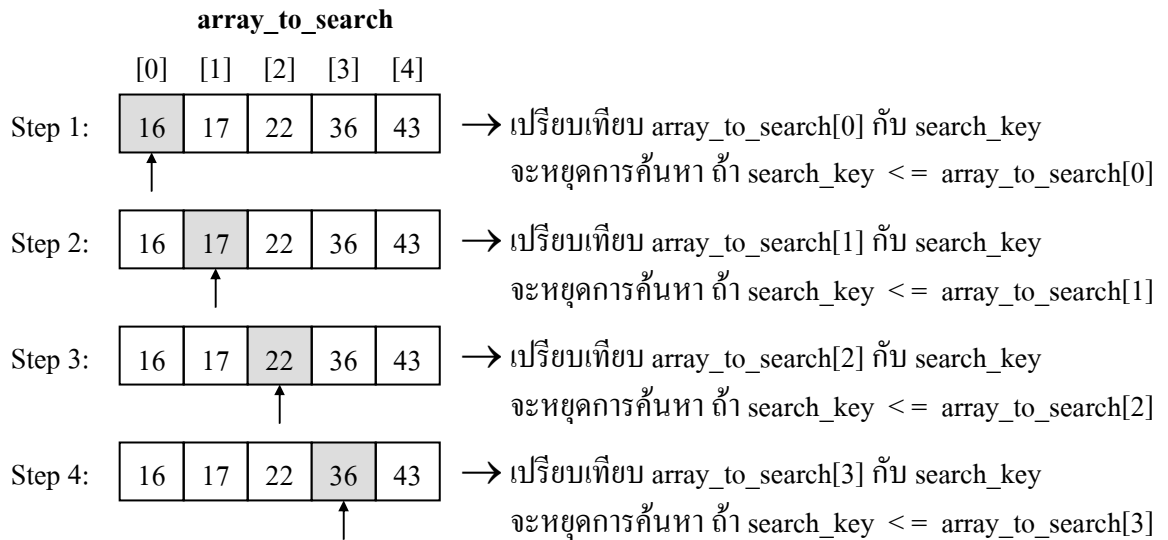 array_to_search
[0] [1] [2] [3] [4]
Step 1: 16 17 22 36 43 → เปรียบเทียบ array_to_search[0] กับ search_key
จะหยุดการค้นหา ถ้า search_key < = array_to_search[0]
Step 2: 16 17 22 36 43 → เปรียบเทียบ array_to_search[1] กับ search_key
จะหยุดการค้นหา ถ้า search_key < = array_to_search[1]
Step 3: 16 17 22 36 43 → เปรียบเทียบ array_to_search[2] กับ search_key
จะหยุดการค้นหา ถ้า search_key < = array_to_search[2]
Step 4: 16 17 22 36 43 → เปรียบเทียบ array_to_search[3] กับ search_key
จะหยุดการค้นหา ถ้า search_key < = array_to_search[3]